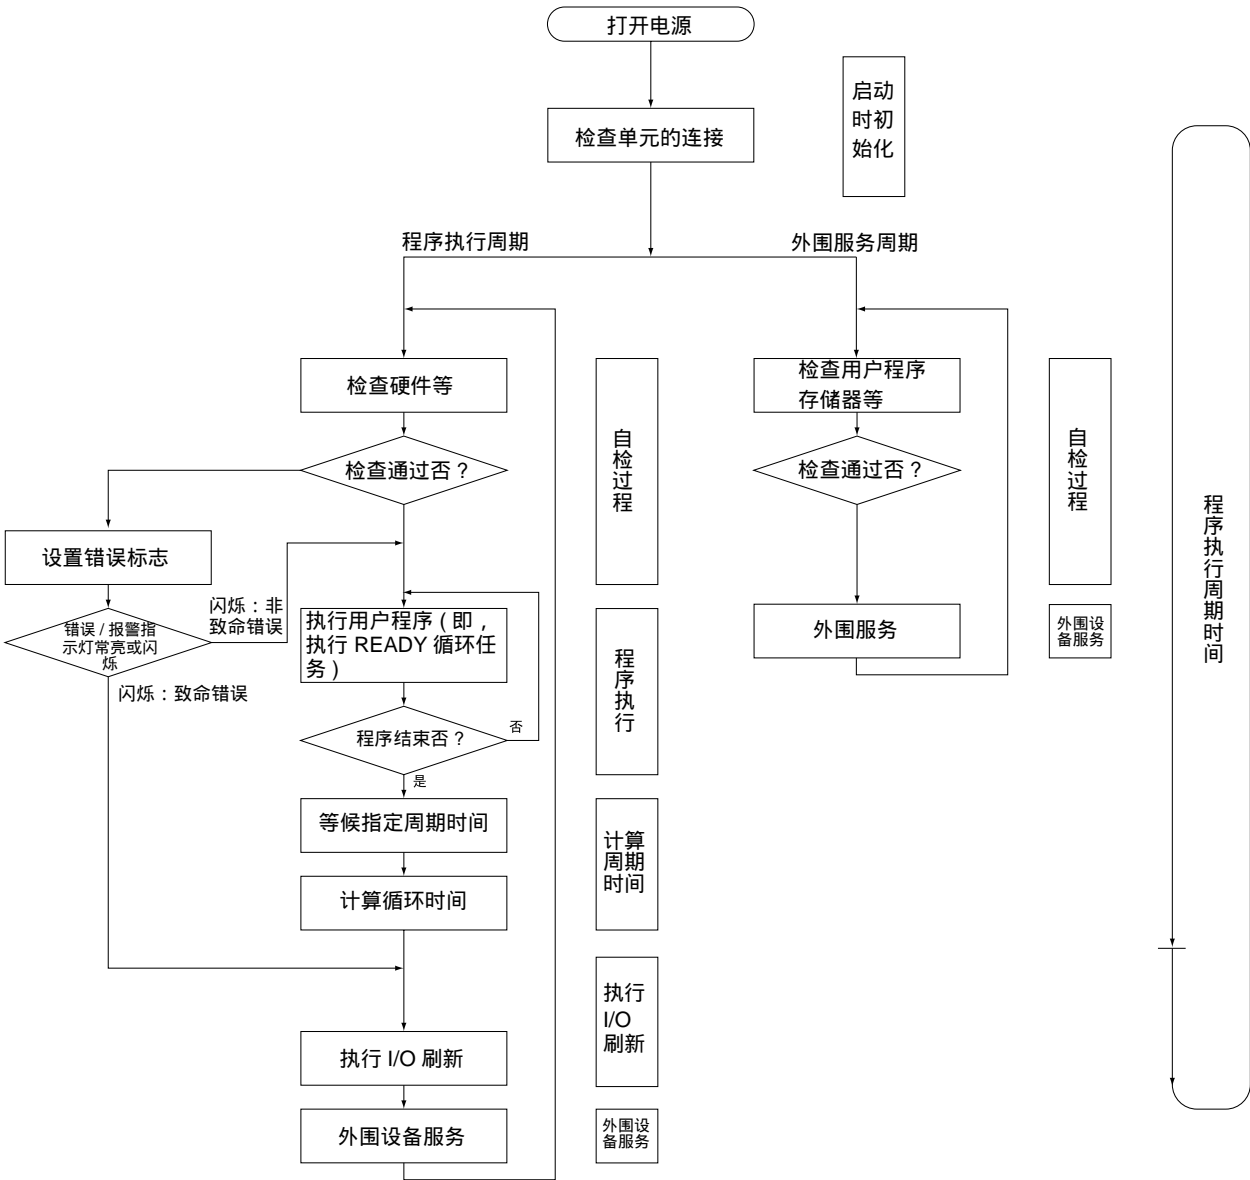 打开电源
检查单元的连接
启动
时初
始化
程序执行周期
外围服务周期
检查硬件等
检查通过否？
自检过程
检查用户程序
存储器等
检查通过否？
自检过程
设置错误标志
闪烁：非
致命错误
错误 / 报警指
示灯常亮或闪
烁
闪烁：致命错误
执行用户程序（即，
执行 READY 循环任
务）
程序执行
外围服务
外围设
备服务
程序结束否？
否
是
等候指定周期时间
计算循环时间
计算
周期
时间
执行 I/O 刷新
执行
I/O
刷新
外围设备服务
外围设
备服务
程序执行周期时间